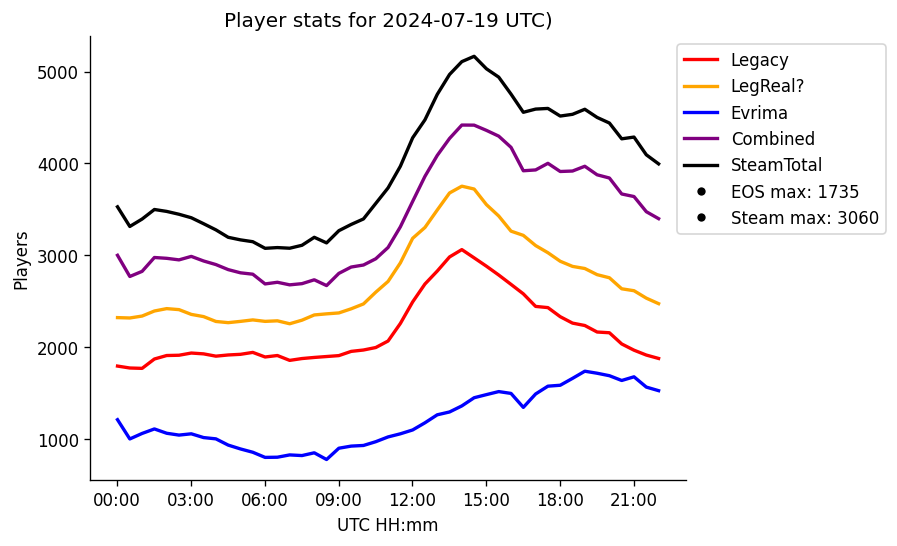 Player stats for 2024-07-19 UTC)
Legacy
LegReal?
Evrima
Combined
SteamTotal
EOS max: 1735
Steam max: 3060
Players
5000
4000
3000
2000
1000
00:00 03:00 06:00 09:00 12:00 15:00 18:00 21:00
UTC HH:mm